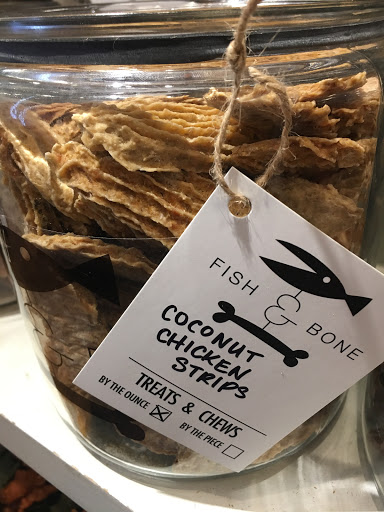 FISH & BONE
COCONUT
CHICKEN
STRIPS
TREATS & CHEWS
BY THE OUNCE ☒ BY THE PIECE ☐